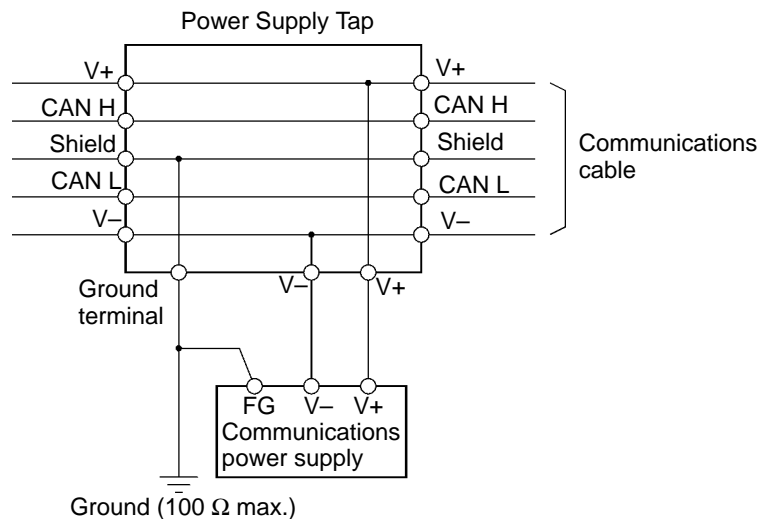 Power Supply Tap
V+
V+
CAN H
CAN H
Shield
Shield
Communications
cable
CAN L
CAN L
V–
V–
Ground
terminal
V–
V+
FG
V–
V+
Communications
power supply
Ground (100 Ω max.)